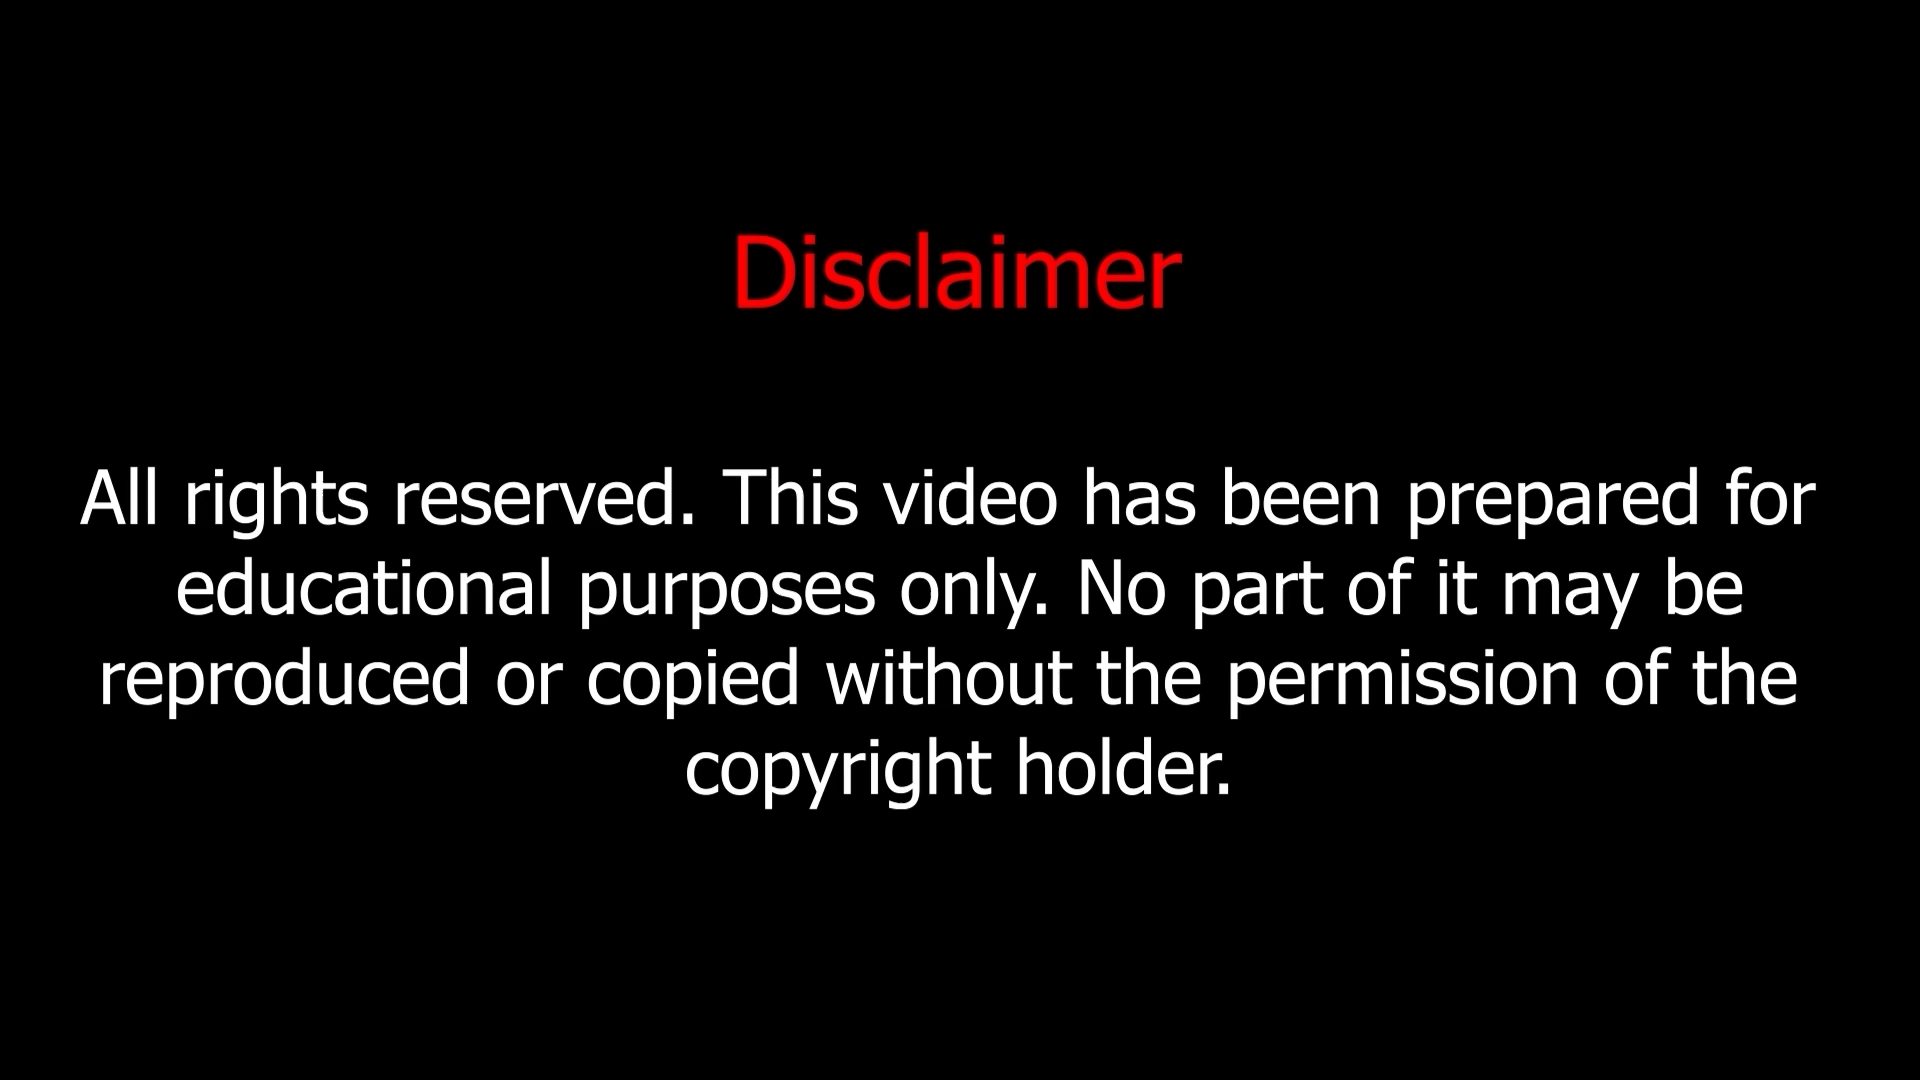 Disclaimer
All rights reserved. This video has been prepared for
educational purposes only. No part of it may be
reproduced or copied without the permission of the
copyright holder.